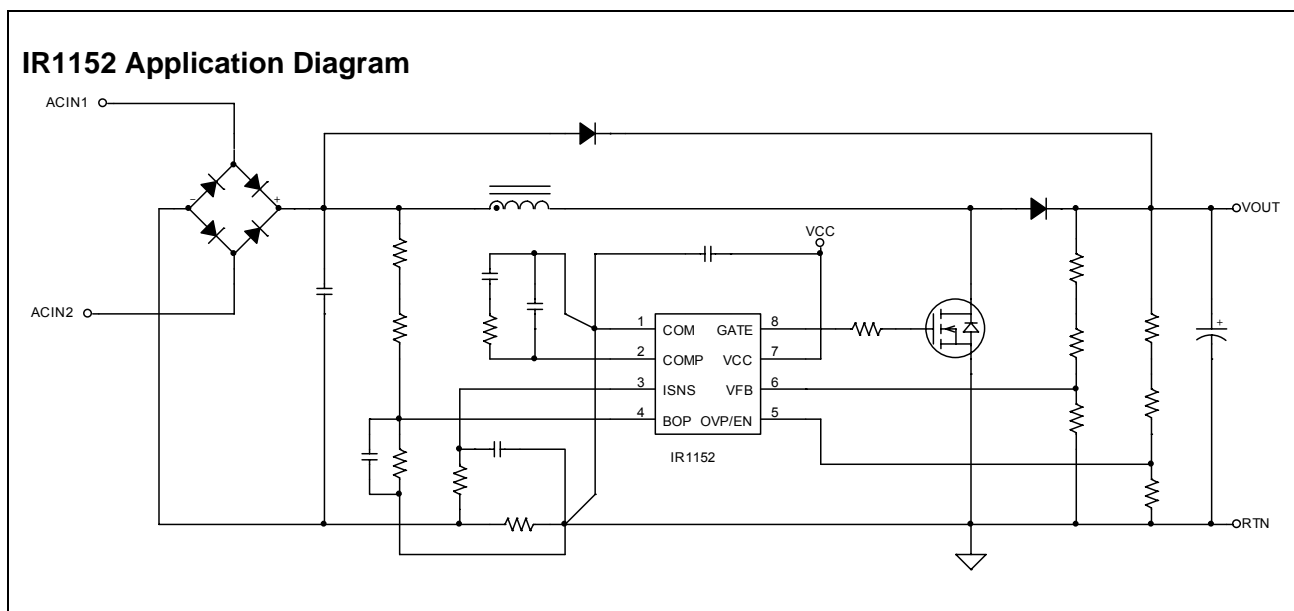 IR1152 Application Diagram
ACIN1
−
+
VOUT
VCC
ACIN2
1 COM GATE 8
2 COMP VCC 7
3 ISNS VFB 6
4 BOP OVP/EN 5
IR1152
+
RTN